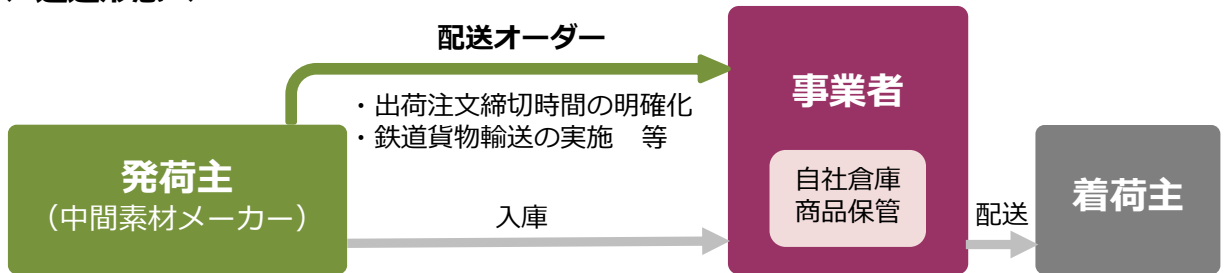 配送オーダー
・出荷注文締切時間の明確化
・鉄道貨物輸送の実施　等
発荷主
（中間素材メーカー）
入庫
事業者
自社倉庫
商品保管
配送
着荷主